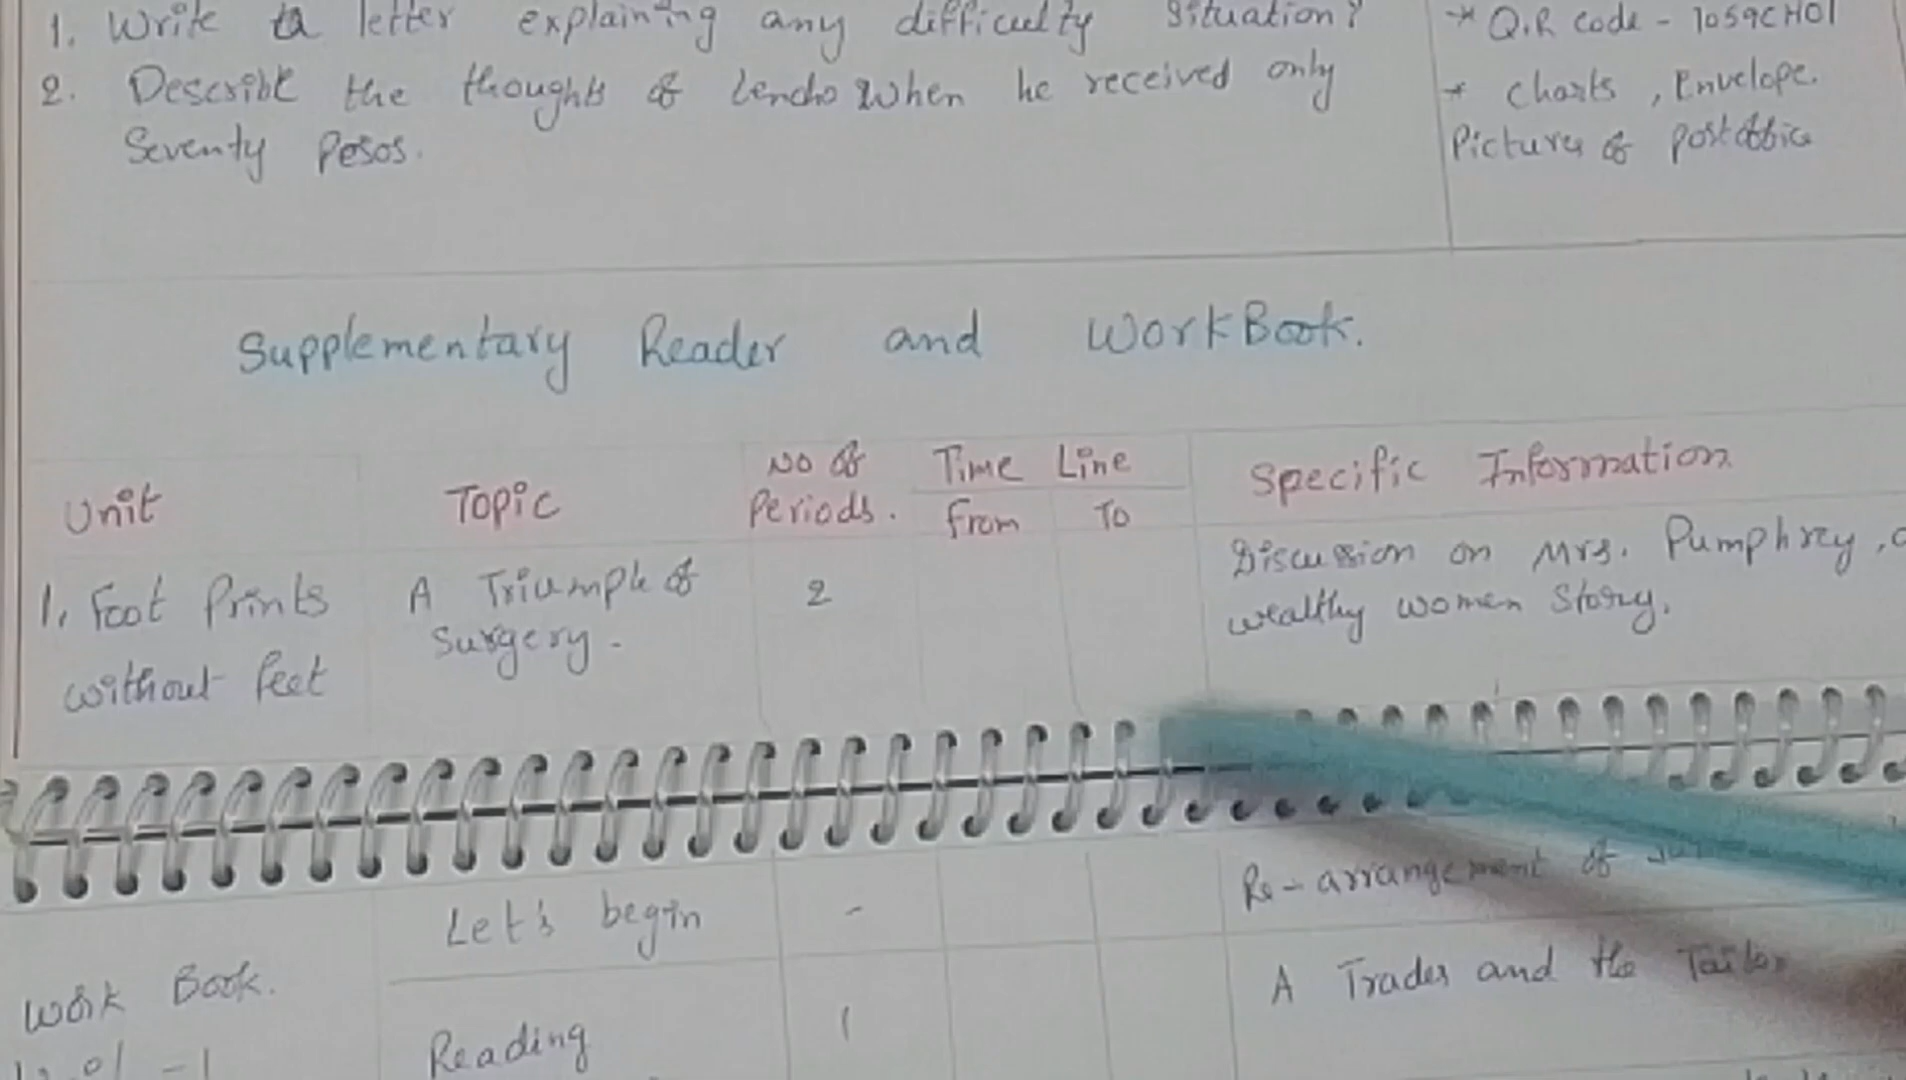 1. Write a letter explaining any difficulty situation?
2. Describe the thoughts of Lencho when he received only
Seventy Pesos.
* Q.R code - 1059CH01
* Charts, Envelope.
Pictures of post office
Supplementary Reader and WorkBook.
Unit
Topic
No of
Periods.
Time Line
From To
Specific Information
1. Foot Prints
without feet
A Triumple of
Surgery.
2
Discussion on Mrs. Pumphrey, a
wealthy women story.
Let's begin
-
Re-arrangement of
Work Book.
Reading
1
A Trader and the Tailor